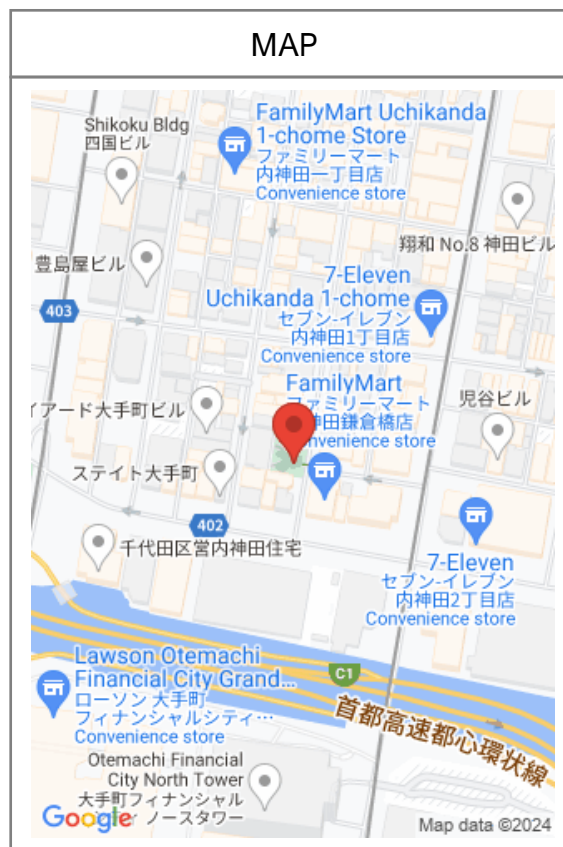 MAP
Shikoku Bldg
四国ビル
FamilyMart Uchikanda
1-chome Store
ファミリーマート
内神田一丁目店
Convenience store
翔和 No.8 神田ビル
豊島屋ビル
7-Eleven
Uchikanda 1-chome
セブン-イレブン
内神田1丁目店
Convenience store
403
FamilyMart
ファミリーマート
神田鎌倉橋店
nvenience store
児谷ビル
イアード大手町ビル
ステイト大手町
402
千代田区営内神田住宅
7-Eleven
セブン-イレブン
内神田2丁目店
Convenience store
Lawson Otemachi
Financial City Grand...
ローソン 大手町
フィナンシャルシティ…
Convenience store
C1
首都高速都心環状線
Otemachi Financial
City North Tower
大手町フィナンシャル
ノースタワー
Google
Map data ©2024